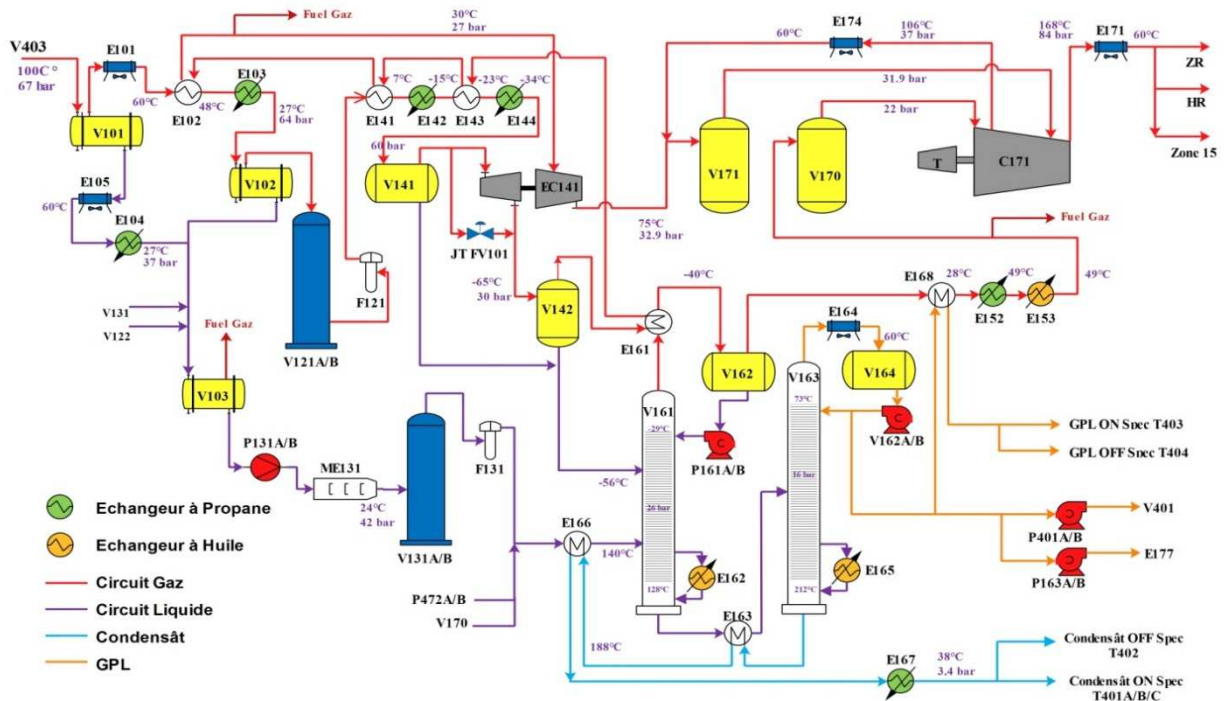 Fuel Gaz
30°C
27 bar
V403
100C°
67 bar
E101
60°C
E102
48°C
E103
27°C
64 bar
V101
E105
60°C
E104
27°C
37 bar
V102
V131
V122
Fuel Gaz
V103
V121A/B
F121
7°C
-15°C
-23°C
-34°C
E141
E142
E143
E144
60 bar
V141
EC141
JT FV101
-65°C
30 bar
V142
75°C
32.9 bar
60°C
E174
106°C
37 bar
168°C
84 bar
E171
60°C
ZR
HR
Zone 15
31.9 bar
22 bar
V171
V170
T
C171
Fuel Gaz
-40°C
E161
V162
E168
28°C
49°C
49°C
E152
E153
E164
60°C
V164
V163
73°C
16 bar
212°C
C
V162A/B
V161
-29°C
26 bar
128°C
C
P161A/B
-56°C
140°C
E162
E165
E163
E166
188°C
P131A/B
ME131
24°C
42 bar
V131A/B
F131
P472A/B
V170
GPL ON Spec T403
GPL OFF Spec T404
C
V401
P401A/B
C
E177
P163A/B
E167
38°C
3.4 bar
Condensât OFF Spec
T402
Condensât ON Spec
T401A/B/C
Echangeur à Propane
Echangeur à Huile
Circuit Gaz
Circuit Liquide
Condensât
GPL